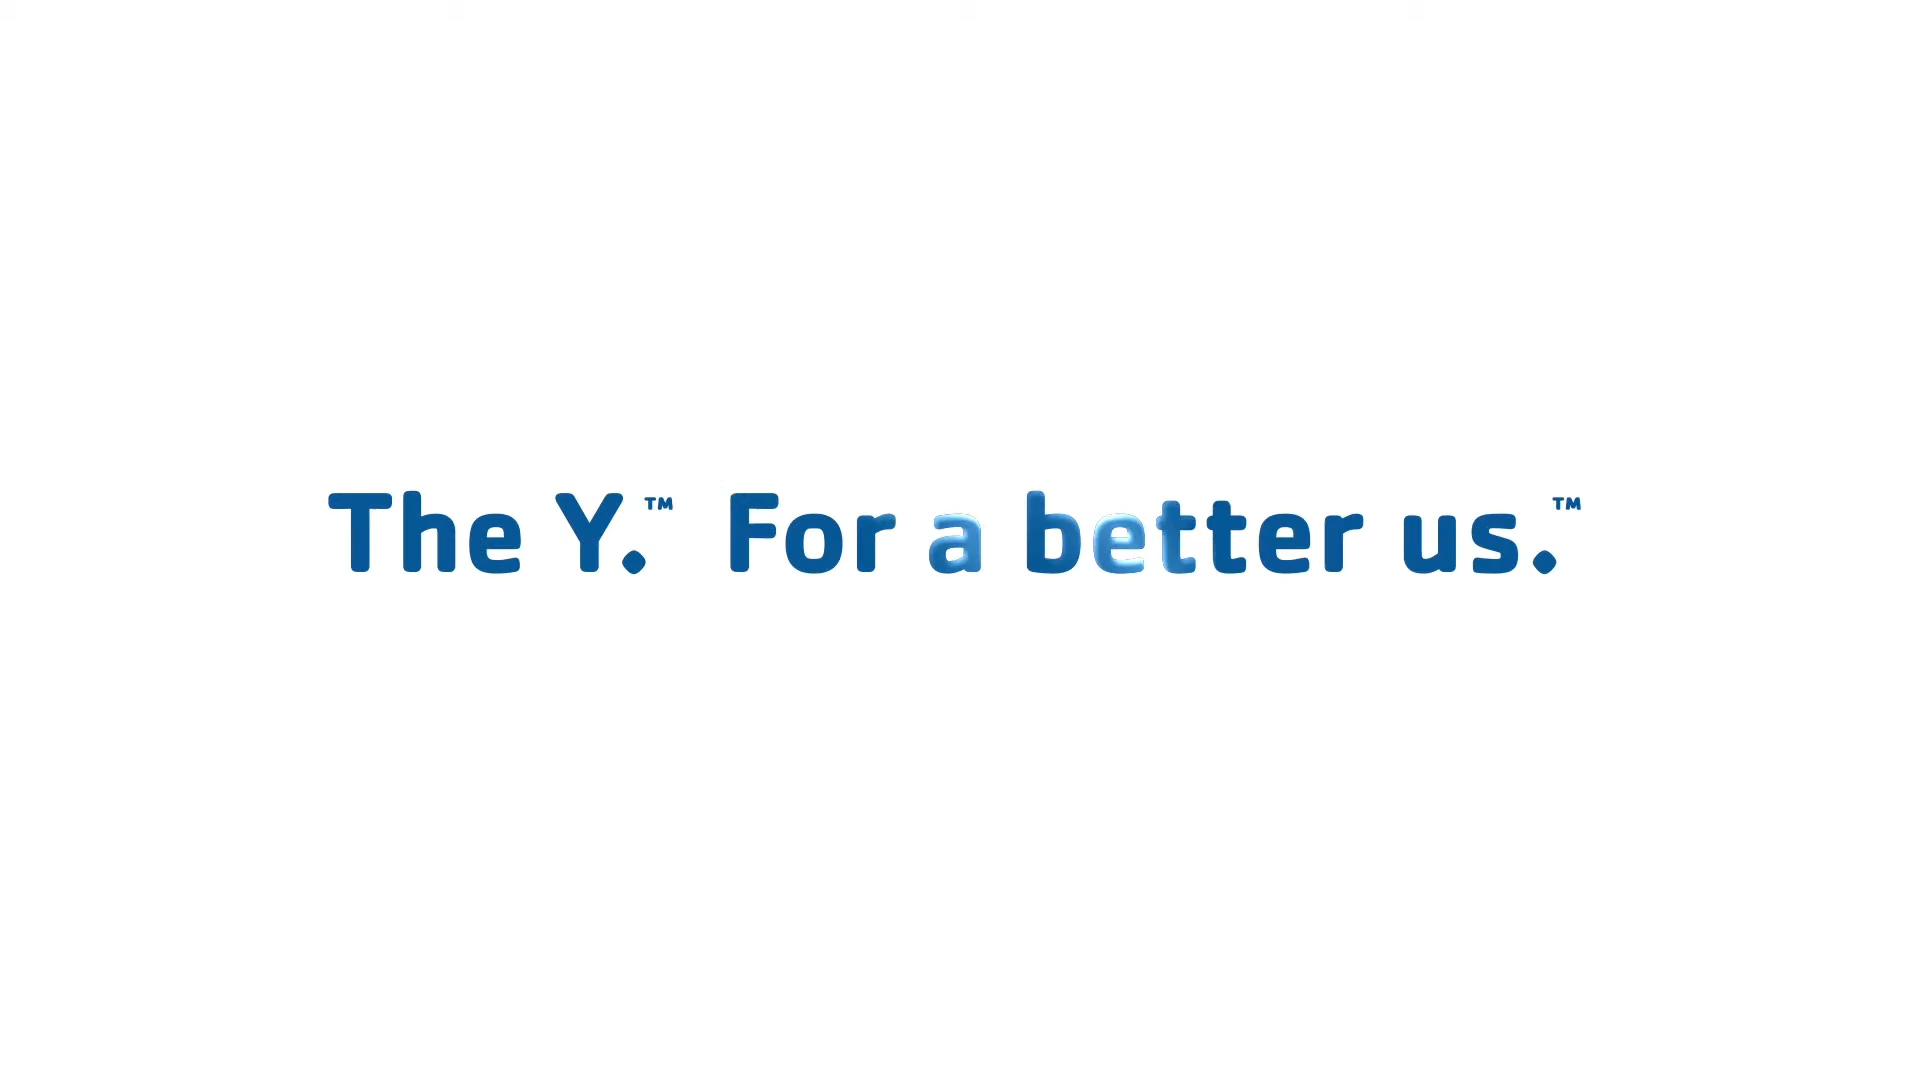 The Y.™ For a better us.™